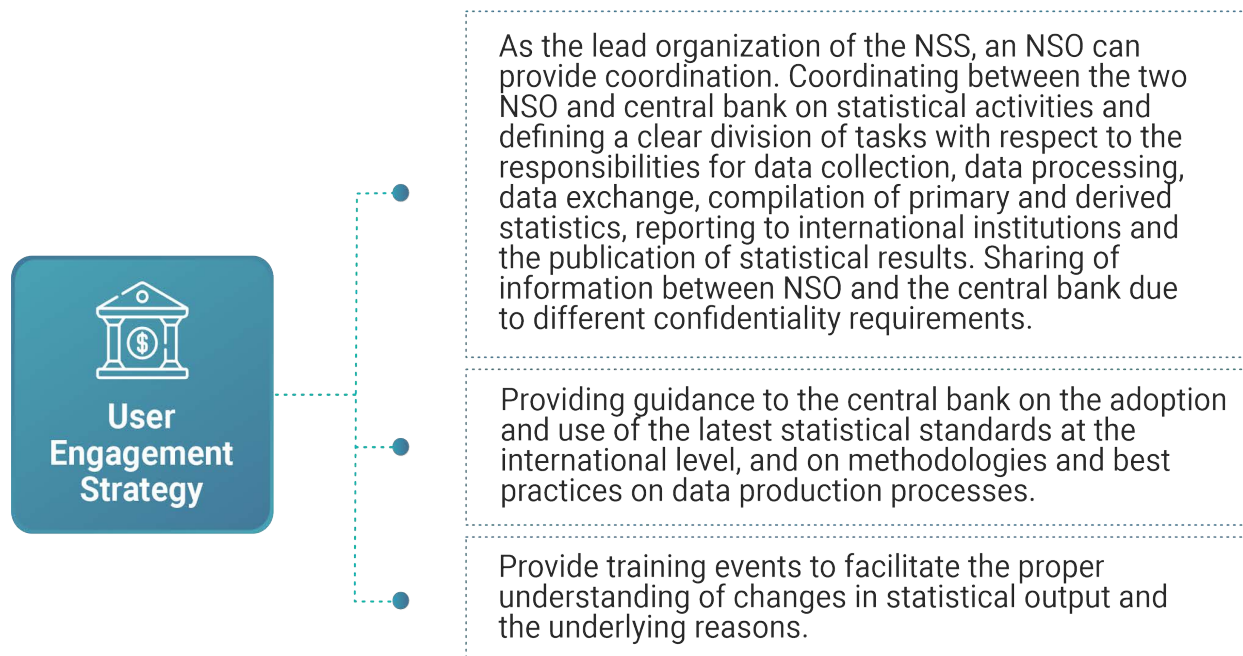 User
Engagement
Strategy
As the lead organization of the NSS, an NSO can
provide coordination. Coordinating between the two
NSO and central bank on statistical activities and
defining a clear division of tasks with respect to the
responsibilities for data collection, data processing,
data exchange, compilation of primary and derived
statistics, reporting to international institutions and
the publication of statistical results. Sharing of
information between NSO and the central bank due
to different confidentiality requirements.
Providing guidance to the central bank on the adoption
and use of the latest statistical standards at the
international level, and on methodologies and best
practices on data production processes.
Provide training events to facilitate the proper
understanding of changes in statistical output and
the underlying reasons.